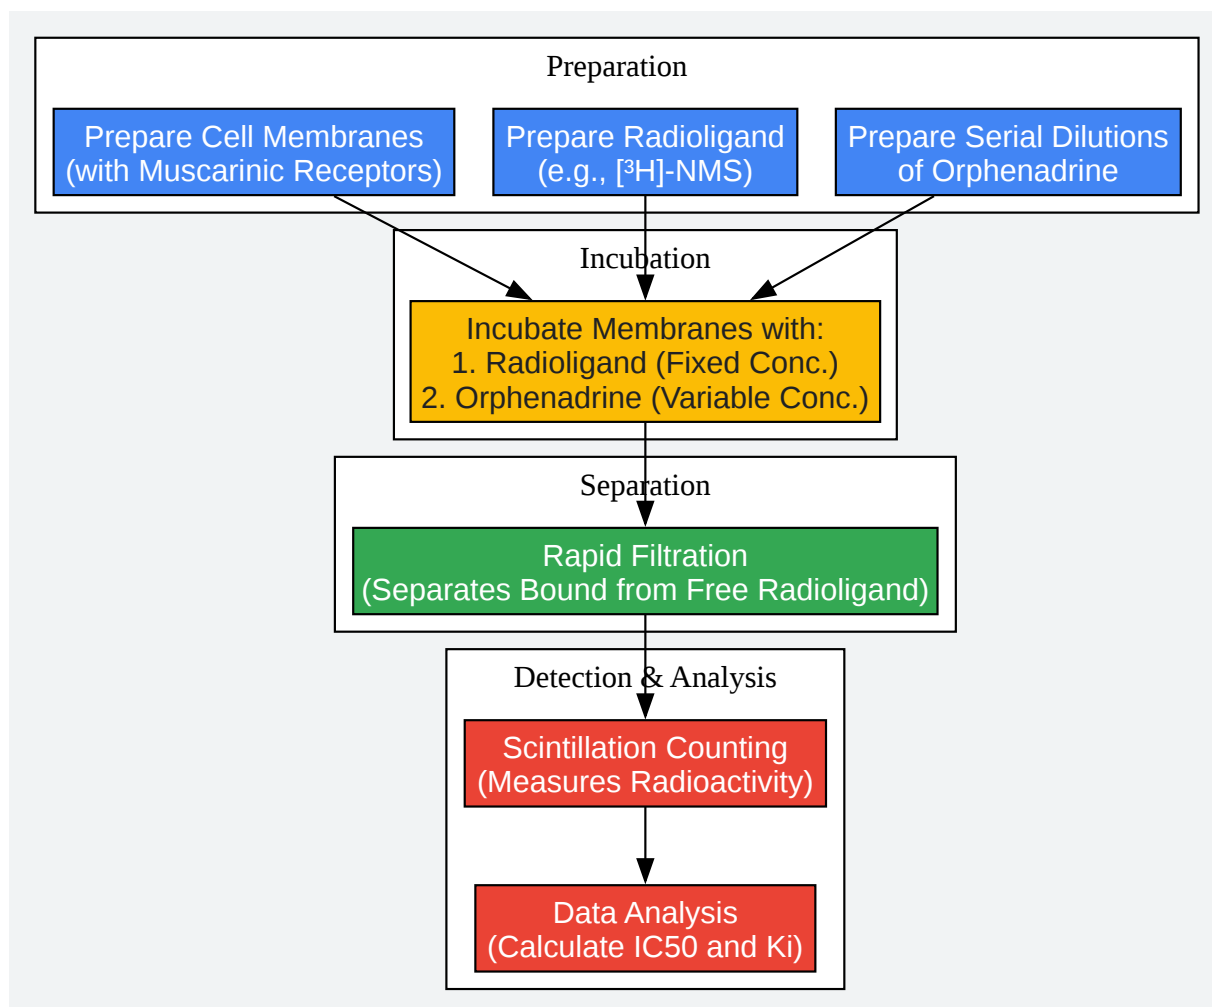 Preparation
Prepare Cell Membranes
(with Muscarinic Receptors)
Prepare Radioligand
(e.g., [³H]-NMS)
Prepare Serial Dilutions
of Orphenadrine
Incubation
Incubate Membranes with:
1. Radioligand (Fixed Conc.)
2. Orphenadrine (Variable Conc.)
Separation
Rapid Filtration
(Separates Bound from Free Radioligand)
Detection & Analysis
Scintillation Counting
(Measures Radioactivity)
Data Analysis
(Calculate IC50 and Ki)